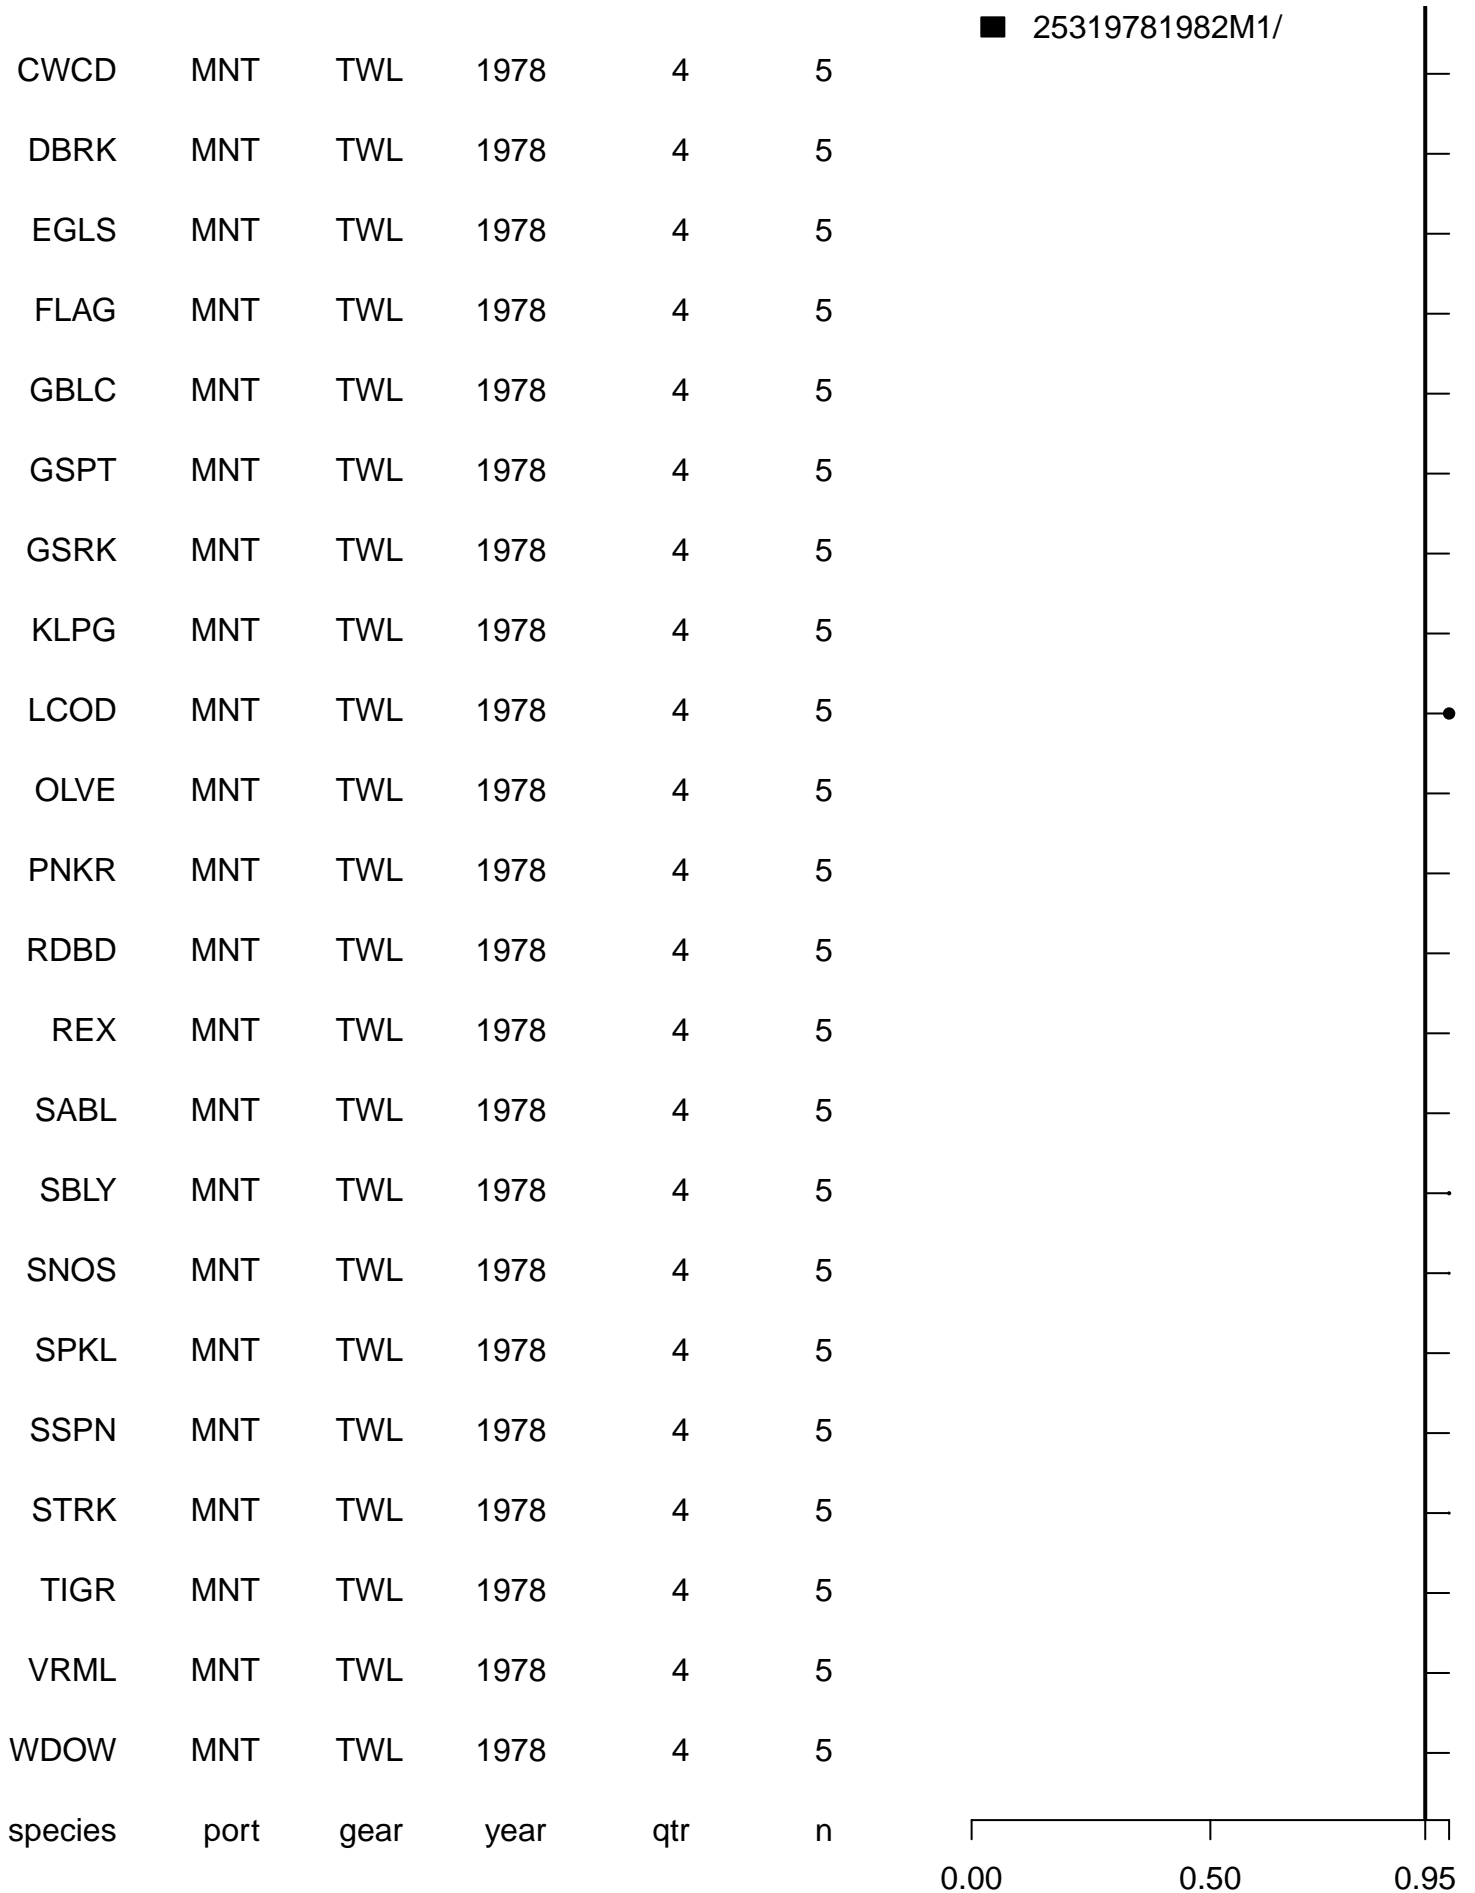 25319781982M1/
CWCD MNT TWL 1978 4 5
DBRK MNT TWL 1978 4 5
EGLS MNT TWL 1978 4 5
FLAG MNT TWL 1978 4 5
GBLC MNT TWL 1978 4 5
GSPT MNT TWL 1978 4 5
GSRK MNT TWL 1978 4 5
KLPG MNT TWL 1978 4 5
LCOD MNT TWL 1978 4 5
OLVE MNT TWL 1978 4 5
PNKR MNT TWL 1978 4 5
RDBD MNT TWL 1978 4 5
REX MNT TWL 1978 4 5
SABL MNT TWL 1978 4 5
SBLY MNT TWL 1978 4 5
SNOS MNT TWL 1978 4 5
SPKL MNT TWL 1978 4 5
SSPN MNT TWL 1978 4 5
STRK MNT TWL 1978 4 5
TIGR MNT TWL 1978 4 5
VRML MNT TWL 1978 4 5
WDOW MNT TWL 1978 4 5
species port gear year qtr n
0.00 0.50 0.95